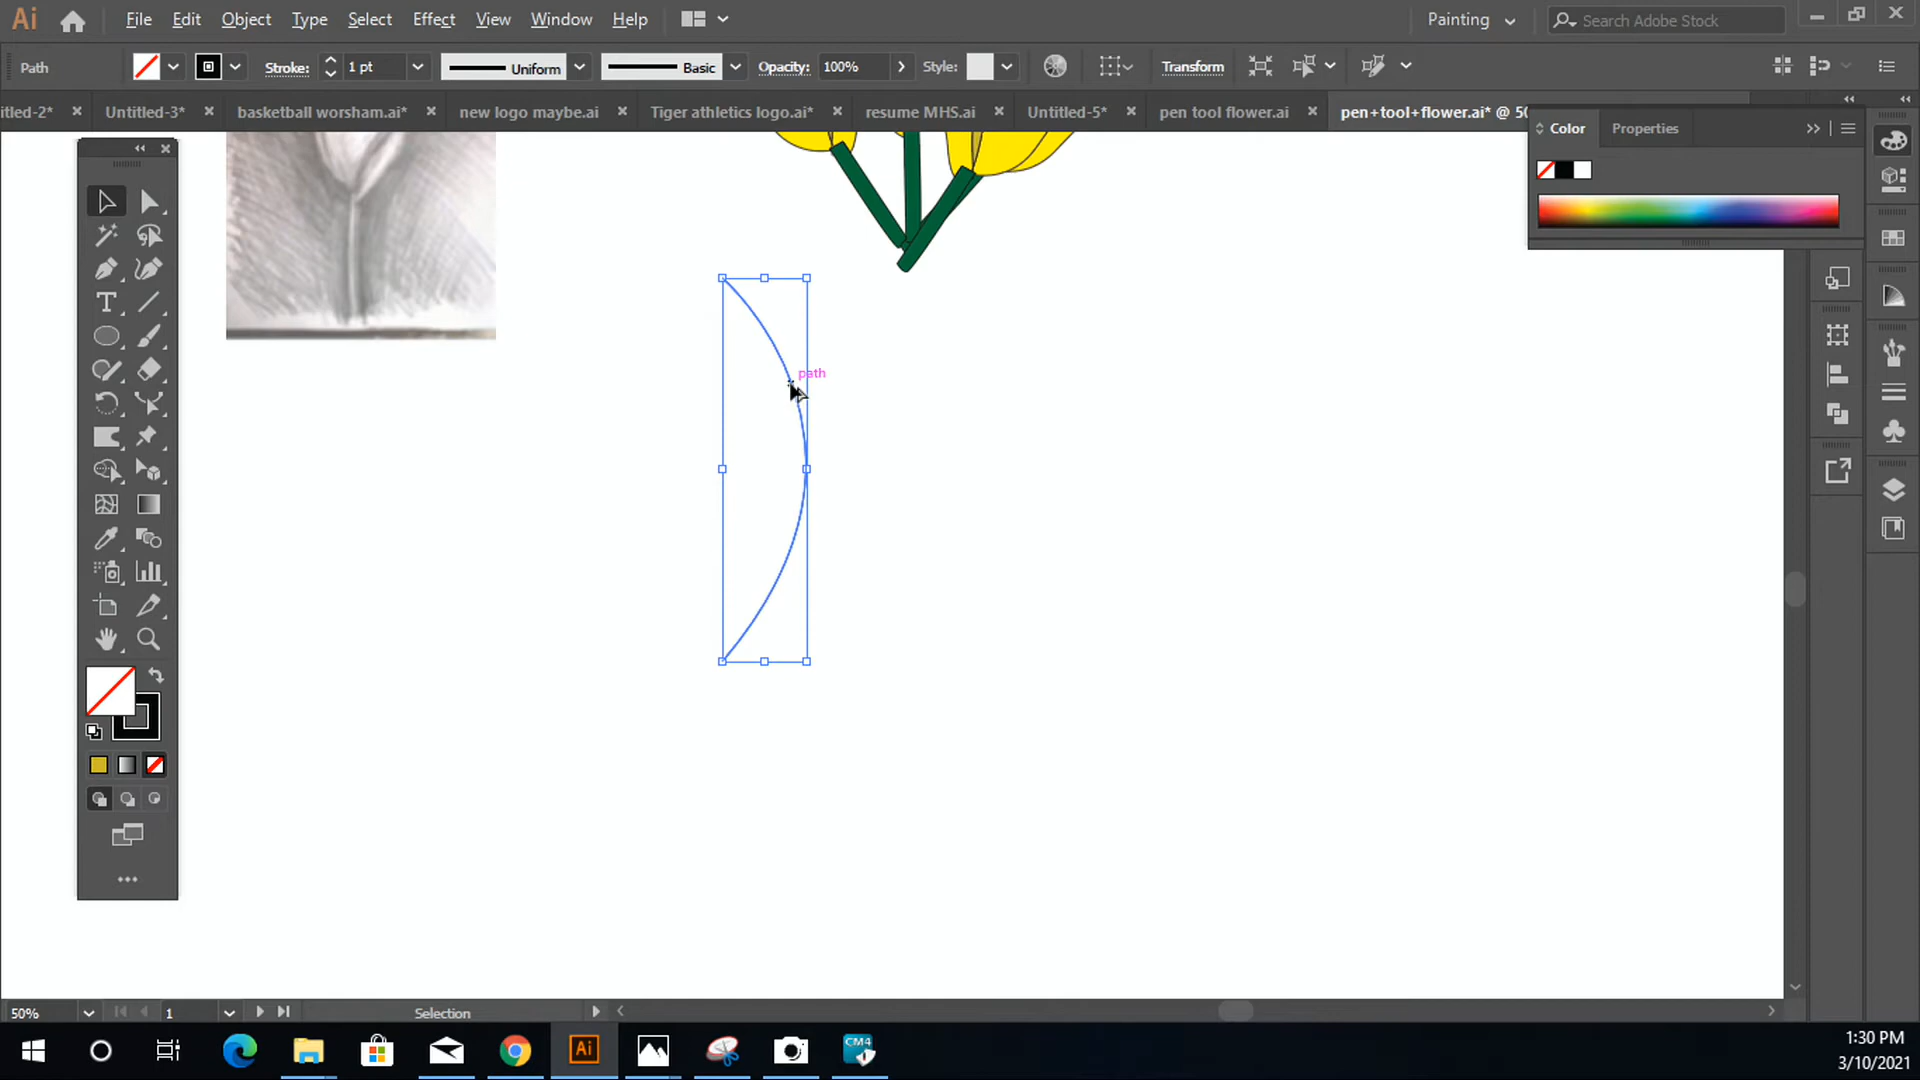 Ai File Edit Object Type Select Effect View Window Help Painting Search Adobe Stock
Path Stroke: 1 pt Uniform Basic Opacity: 100% Style: Transform
itled-2* Untitled-3* basketball worsham.ai* new logo maybe.ai Tiger athletics logo.ai* resume MHS.ai Untitled-5* pen tool flower.ai pen+tool+flower.ai* @ 50
Color Properties
path
50% 1 Selection
Ai CM4 1:30 PM
3/10/2021